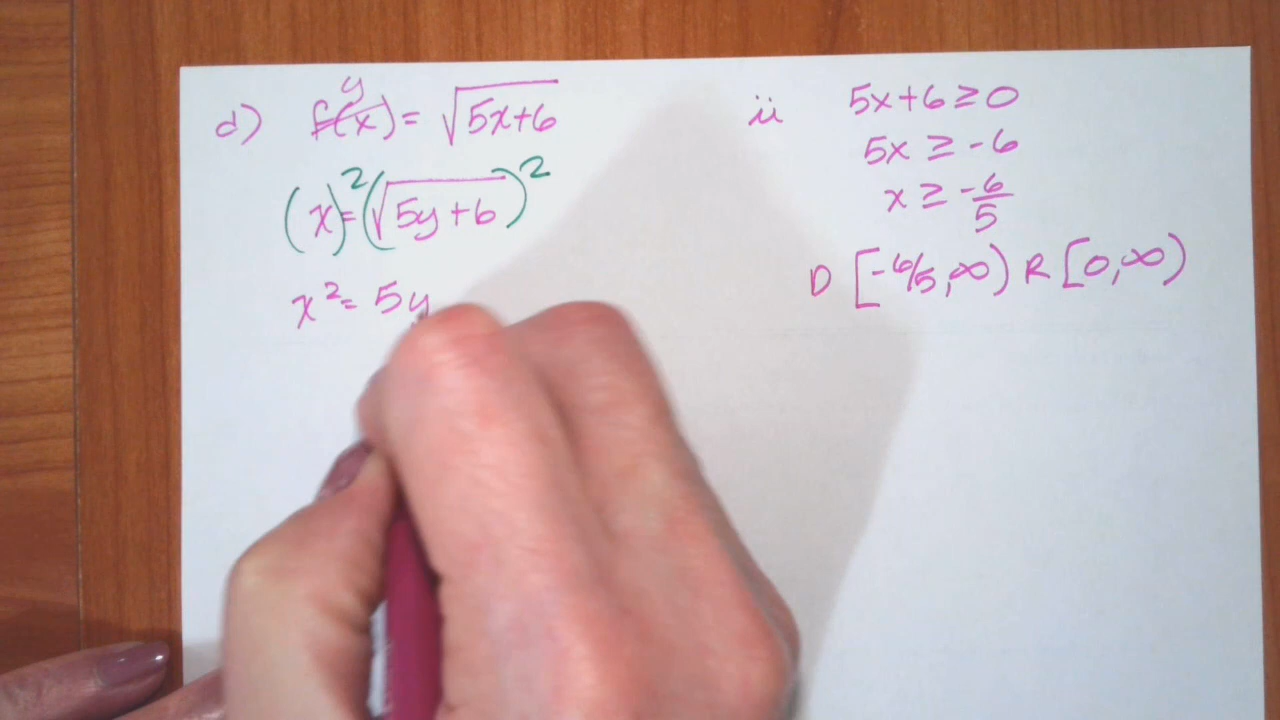 d) f(x) = √5x+6
y
(x)² = (√5y+6)²
x² = 5y
ii 5x+6 ≥ 0
5x ≥ -6
x ≥ -6/5
D [-6/5, ∞) R [0, ∞)